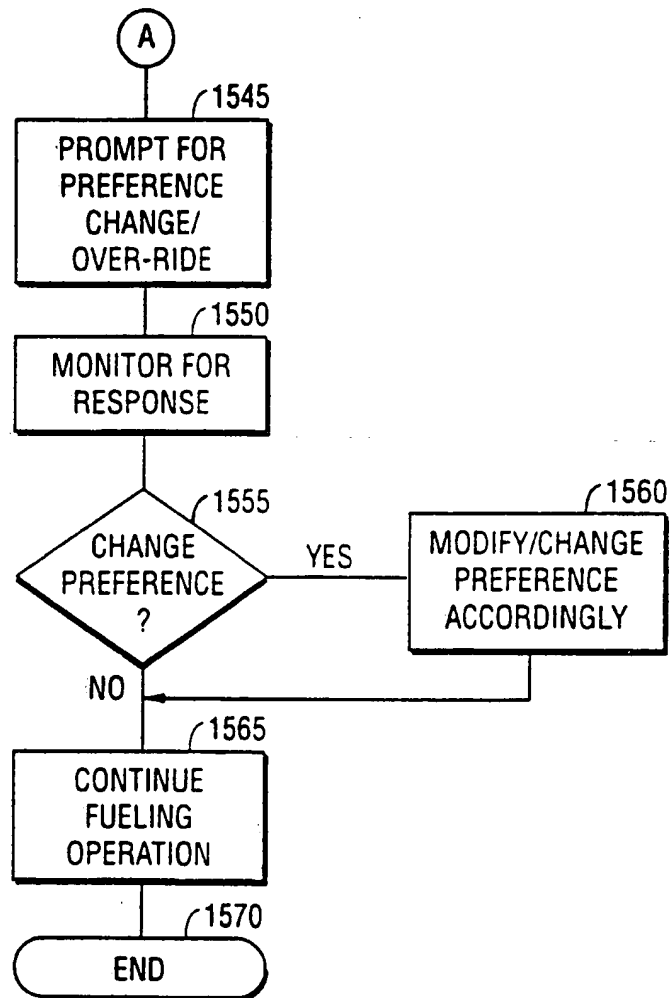 A
1545
PROMPT FOR
PREFERENCE
CHANGE/
OVER-RIDE
1550
MONITOR FOR
RESPONSE
1555
CHANGE
PREFERENCE
?
YES
1560
MODIFY/CHANGE
PREFERENCE
ACCORDINGLY
NO
1565
CONTINUE
FUELING
OPERATION
1570
END